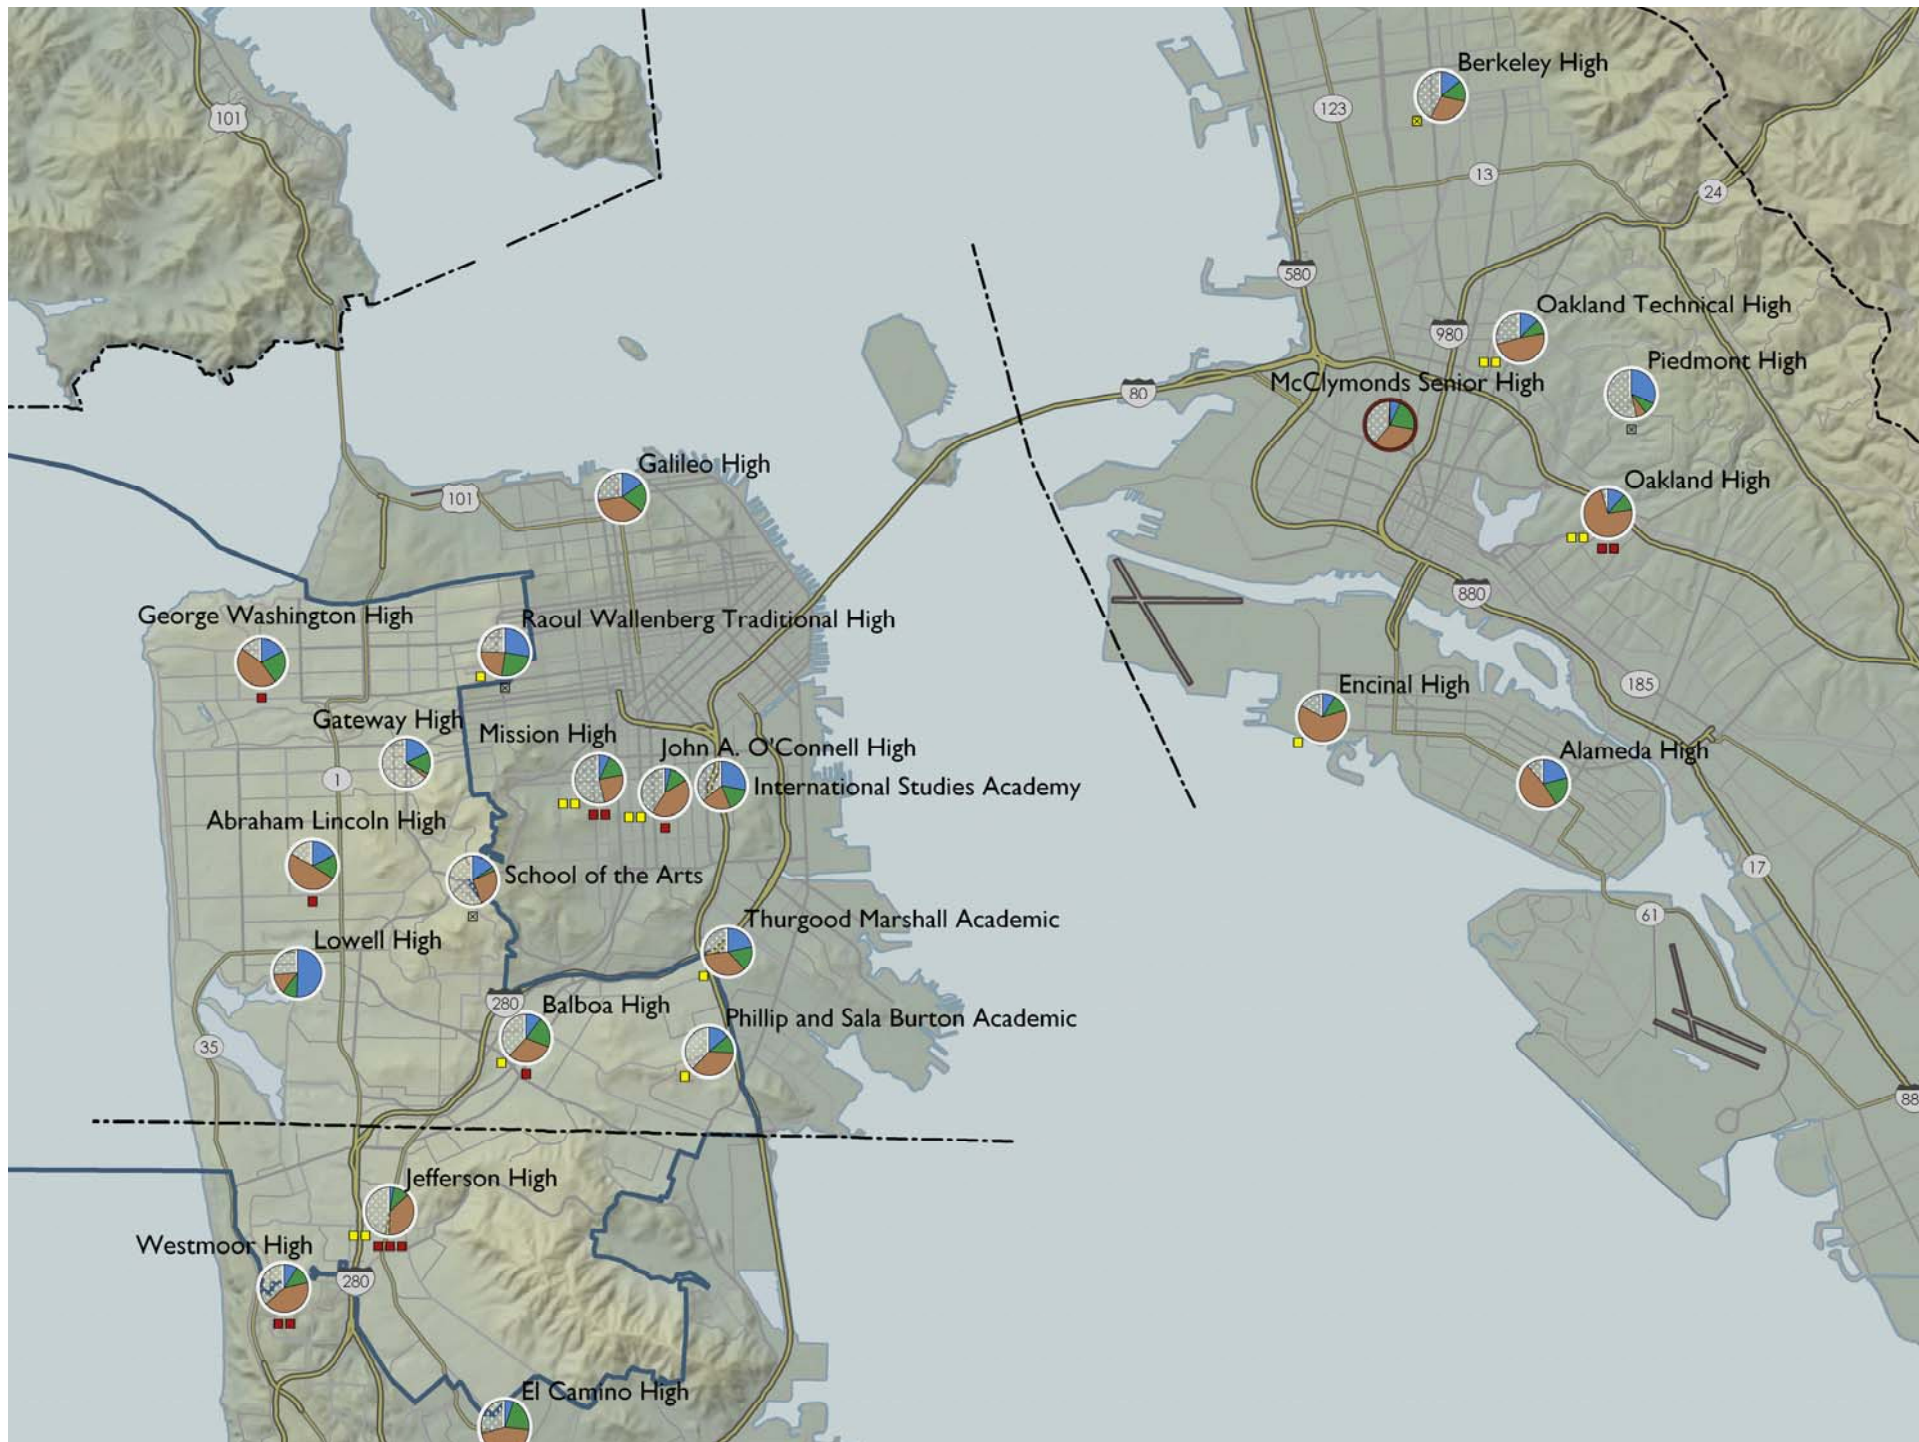 Berkeley High
123
101
13
24
580
Oakland Technical High
980
Piedmont High
McClymonds Senior High
80
Galileo High
Oakland High
101
880
George Washington High
Raoul Wallenberg Traditional High
185
Encinal High
Gateway High
Mission High
John A. O'Connell High
Alameda High
1
International Studies Academy
Abraham Lincoln High
17
School of the Arts
61
Thurgood Marshall Academic
Lowell High
280
Balboa High
Phillip and Sala Burton Academic
35
88
Jefferson High
Westmoor High
280
El Camino High